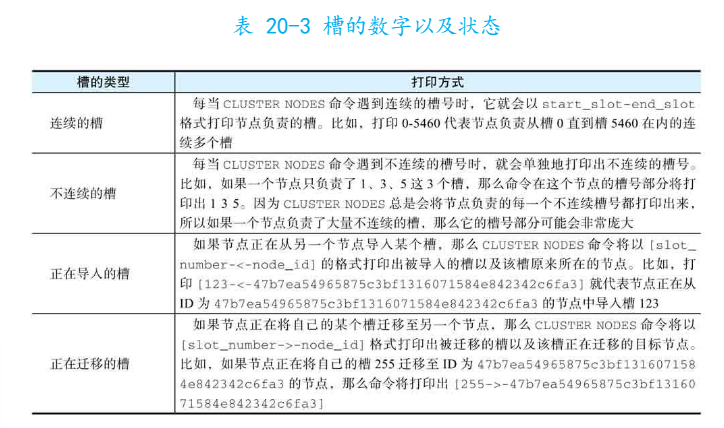 表 20-3 槽的数字以及状态
槽的类型 打印方式
连续的槽
每当 CLUSTER NODES 命令遇到连续的槽号时，它就会以 start_slot-end_slot
格式打印节点负责的槽。比如，打印 0-5460 代表节点负责从槽 0 直到槽 5460 在内的连
续多个槽
不连续的槽
每当 CLUSTER NODES 命令遇到不连续的槽号时，就会单独地打印出不连续的槽号。
比如，如果一个节点只负责了 1、3、5 这 3 个槽，那么命令在这个节点的槽号部分将打
印出 1 3 5。因为 CLUSTER NODES 总是会将节点负责的每一个不连续槽号都打印出来，
所以如果一个节点负责了大量不连续的槽，那么它的槽号部分可能会非常庞大
正在导入的槽
如果节点正在从另一个节点导入某个槽，那么 CLUSTER NODES 命令将以 [slot_
number-<-node_id] 的格式打印出被导入的槽以及该槽原来所在的节点。比如，打
印 [123-<-47b7ea54965875c3bf1316071584e842342c6fa3] 就代表节点正在从
ID 为 47b7ea54965875c3bf1316071584e842342c6fa3 的节点中导入槽 123
正在迁移的槽
如果节点正在将自己的某个槽迁移至另一个节点，那么 CLUSTER NODES 命令将以
[slot_number->-node_id] 格式打印出被迁移的槽以及该槽正在迁移的目标节点。
比如，如果节点正在将自己的槽 255 迁移至 ID 为 47b7ea54965875c3bf131607158
4e842342c6fa3 的节点，那么命令将打印出 [255->-47b7ea54965875c3bf13160
71584e842342c6fa3]